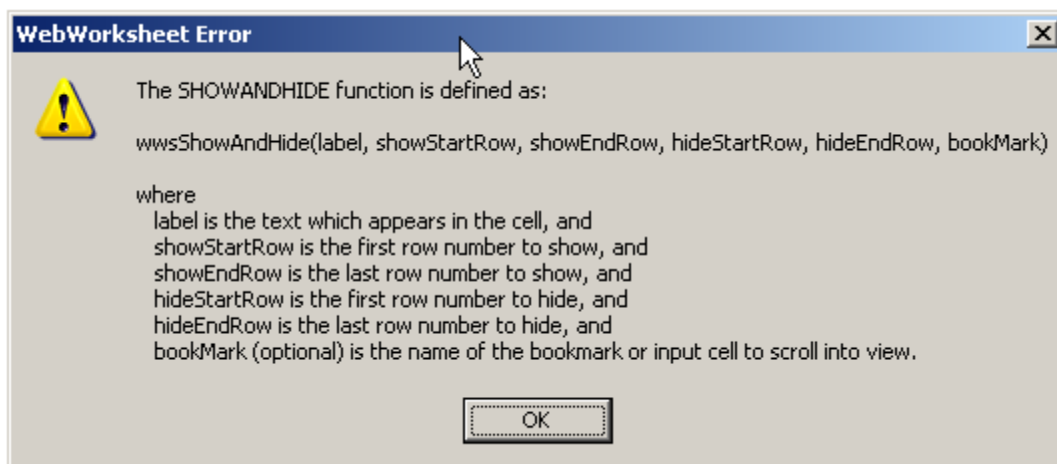 WebWorksheet Error
The SHOWANDHIDE function is defined as:
wwsShowAndHide(label, showStartRow, showEndRow, hideStartRow, hideEndRow, bookMark)
where
label is the text which appears in the cell, and
showStartRow is the first row number to show, and
showEndRow is the last row number to show, and
hideStartRow is the first row number to hide, and
hideEndRow is the last row number to hide, and
bookMark (optional) is the name of the bookmark or input cell to scroll into view.
OK